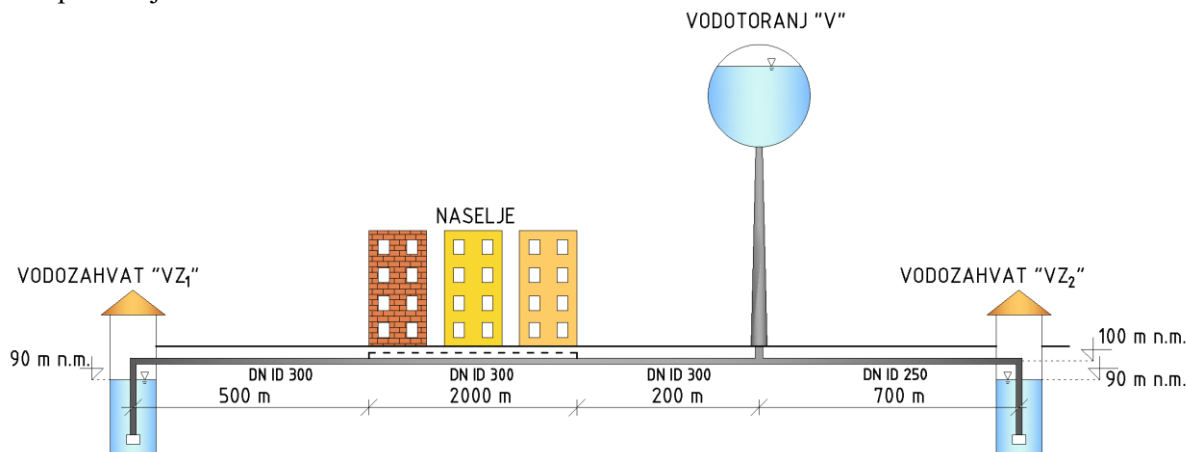 VODOTORANJ "V"
NASELJE
VODOZAHVAT "VZ₁"
VODOZAHVAT "VZ₂"
90 m n.m.
100 m n.m.
90 m n.m.
DN ID 300
DN ID 300
DN ID 300
DN ID 250
500 m
2000 m
200 m
700 m